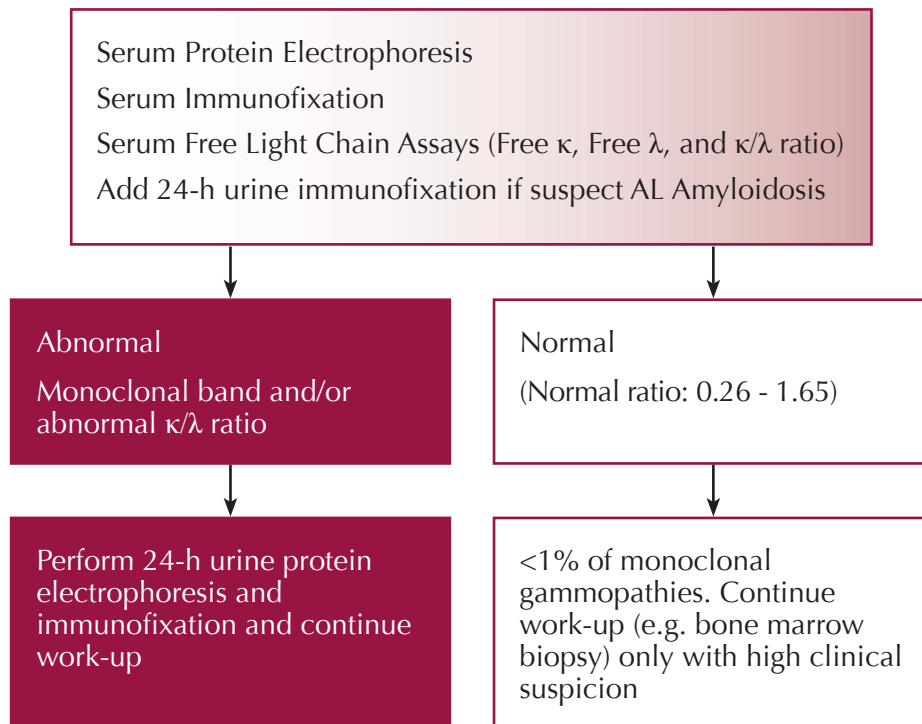 Serum Protein Electrophoresis
Serum Immunofixation
Serum Free Light Chain Assays (Free κ, Free λ, and κ/λ ratio)
Add 24-h urine immunofixation if suspect AL Amyloidosis
Abnormal
Monoclonal band and/or
abnormal κ/λ ratio
Normal
(Normal ratio: 0.26 - 1.65)
Perform 24-h urine protein
electrophoresis and
immunofixation and continue
work-up
<1% of monoclonal
gammopathies. Continue
work-up (e.g. bone marrow
biopsy) only with high clinical
suspicion